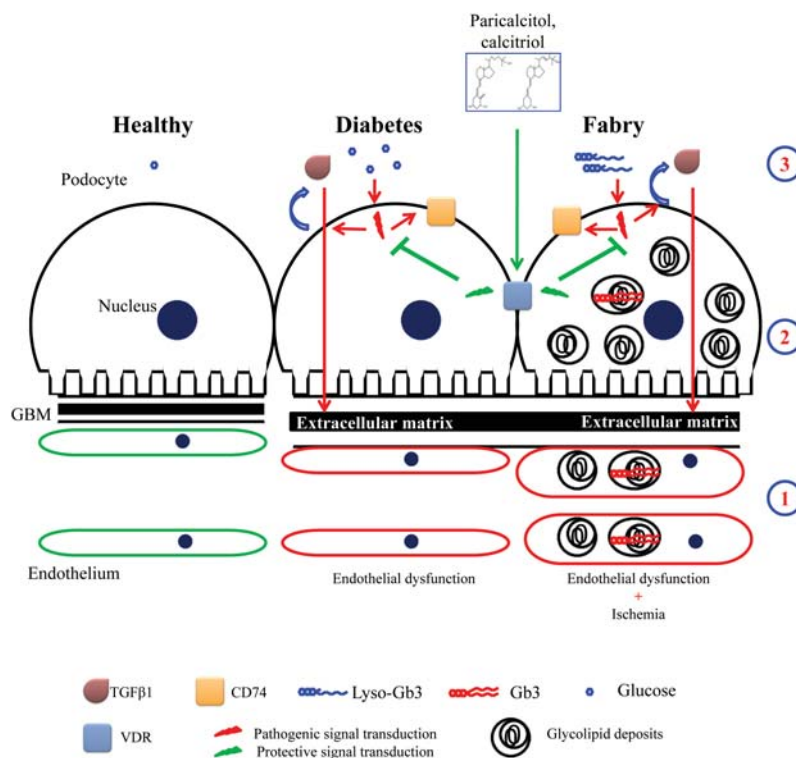 Paricalcitol,
calcitriol
Healthy
Diabetes
Fabry
3
Podocyte
Nucleus
2
GBM
Extracellular matrix
Extracellular matrix
1
Endothelium
Endothelial dysfunction
Endothelial dysfunction
+
Ischemia
TGFβ1
CD74
Lyso-Gb3
Gb3
Glucose
VDR
Pathogenic signal transduction
Protective signal transduction
Glycolipid deposits